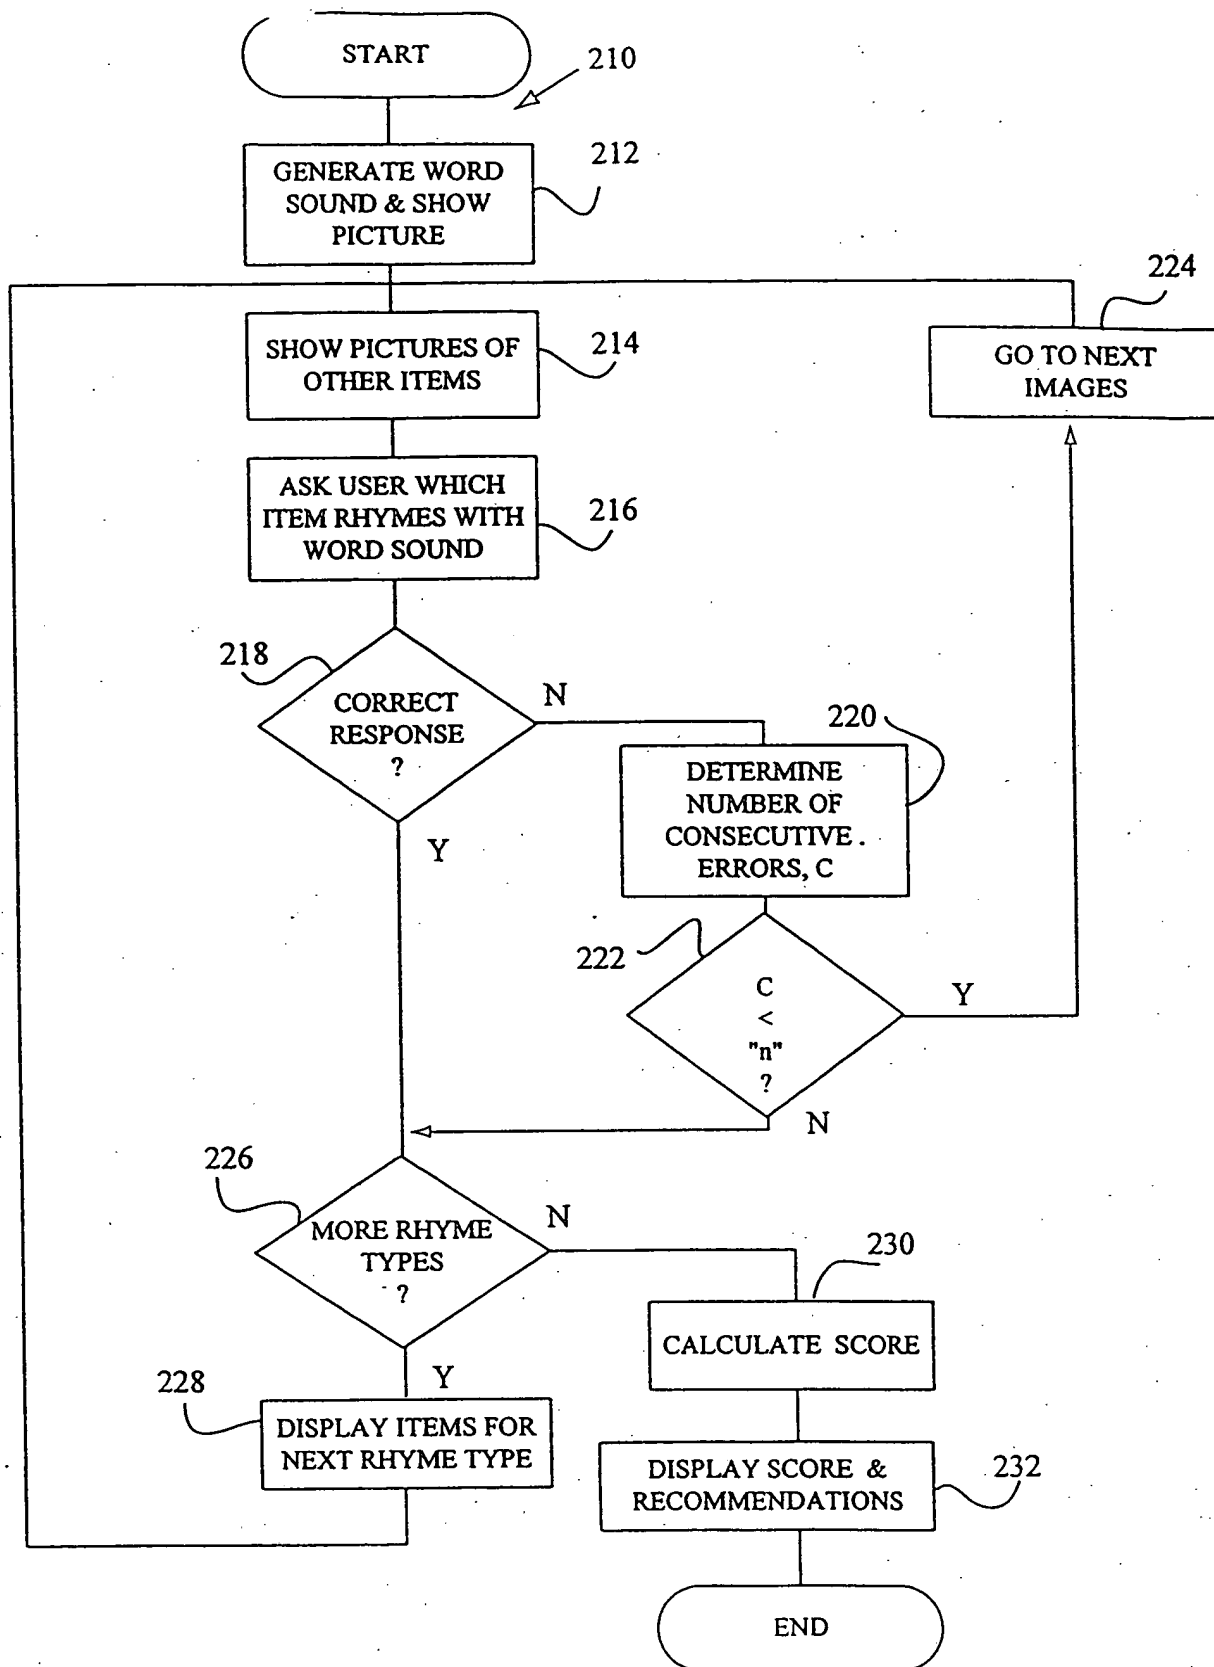 START
210
GENERATE WORD
SOUND & SHOW
PICTURE
212
224
SHOW PICTURES OF
OTHER ITEMS
214
GO TO NEXT
IMAGES
ASK USER WHICH
ITEM RHYMES WITH
WORD SOUND
216
218
CORRECT
RESPONSE
?
N
Y
220
DETERMINE
NUMBER OF
CONSECUTIVE
ERRORS, C
222
C
<
"n"
?
Y
N
226
MORE RHYME
TYPES
?
N
Y
230
CALCULATE SCORE
228
DISPLAY ITEMS FOR
NEXT RHYME TYPE
DISPLAY SCORE &
RECOMMENDATIONS
232
END